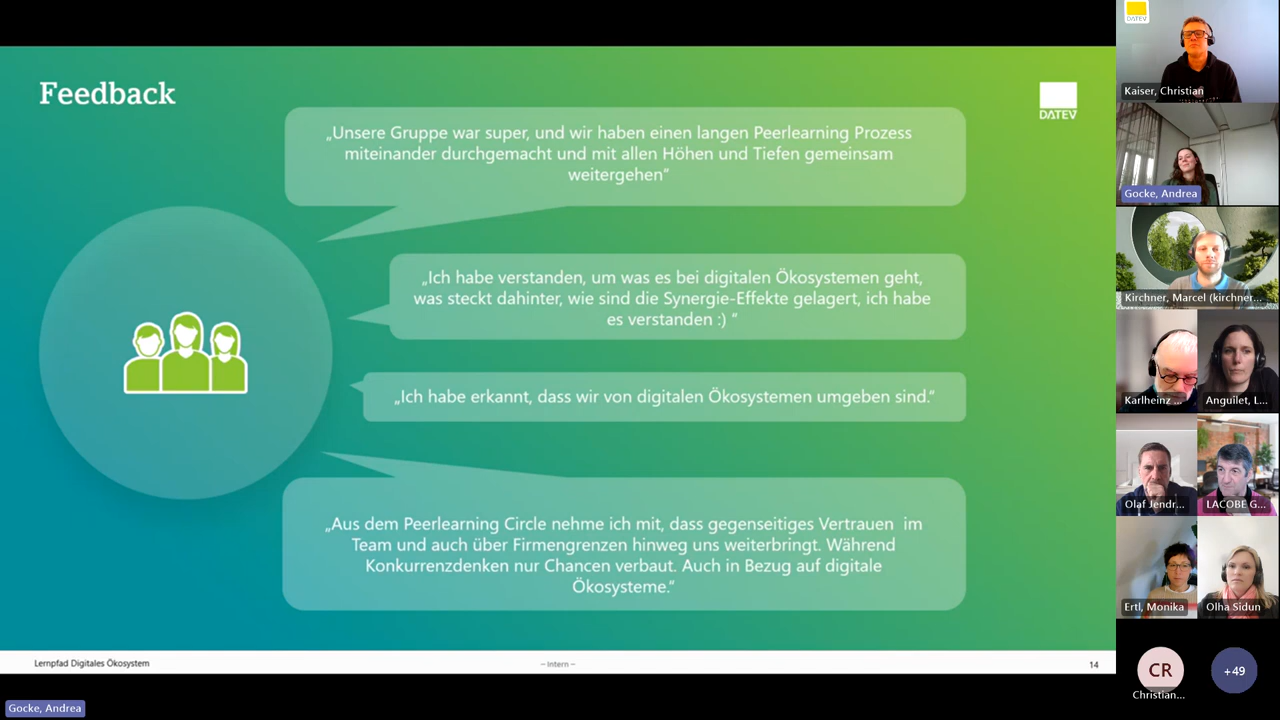 Feedback
DATEV
„Unsere Gruppe war super, und wir haben einen langen Peerlearning Prozess
miteinander durchgemacht und mit allen Höhen und Tiefen gemeinsam
weitergehen“
„Ich habe verstanden, um was es bei digitalen Ökosystemen geht,
was steckt dahinter, wie sind die Synergie-Effekte gelagert, ich habe
es verstanden :) “
„Ich habe erkannt, dass wir von digitalen Ökosystemen umgeben sind.“
„Aus dem Peerlearning Circle nehme ich mit, dass gegenseitiges Vertrauen im
Team und auch über Firmengrenzen hinweg uns weiterbringt. Während
Konkurrenzdenken nur Chancen verbaut. Auch in Bezug auf digitale
Ökosysteme.“
Lernpfad Digitales Ökosystem
– Intern –
14
Gocke, Andrea
DATEV
Kaiser, Christian
Gocke, Andrea
Kirchner, Marcel (kirchner...
Karlheinz ...
Anguilet, L...
Olaf Jendr...
LACOBE G...
Ertl, Monika
Olha Sidun
CR
+49
Christian...